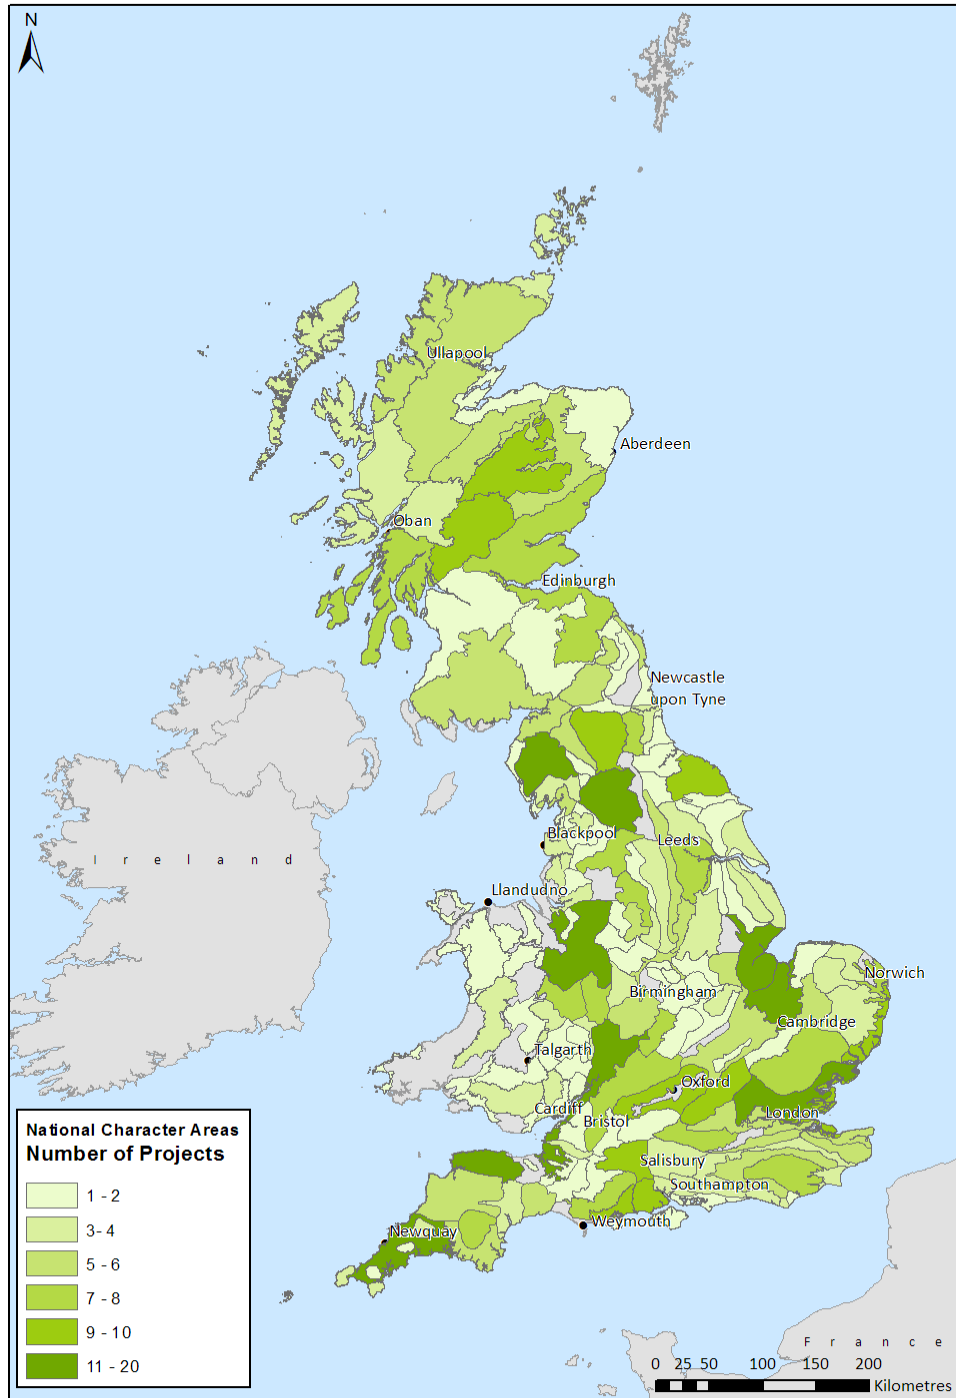 N
Ullapool
Aberdeen
Oban
Edinburgh
Newcastle
upon Tyne
Blackpool
Leeds
Ireland
Llandudno
Norwich
Birmingham
Cambridge
Talgarth
Oxford
Cardiff
London
Bristol
Salisbury
Southampton
Weymouth
Newquay
National Character Areas
Number of Projects
1 - 2
3 - 4
5 - 6
7 - 8
9 - 10
11 - 20
France
0 25 50 100 150 200
Kilometres